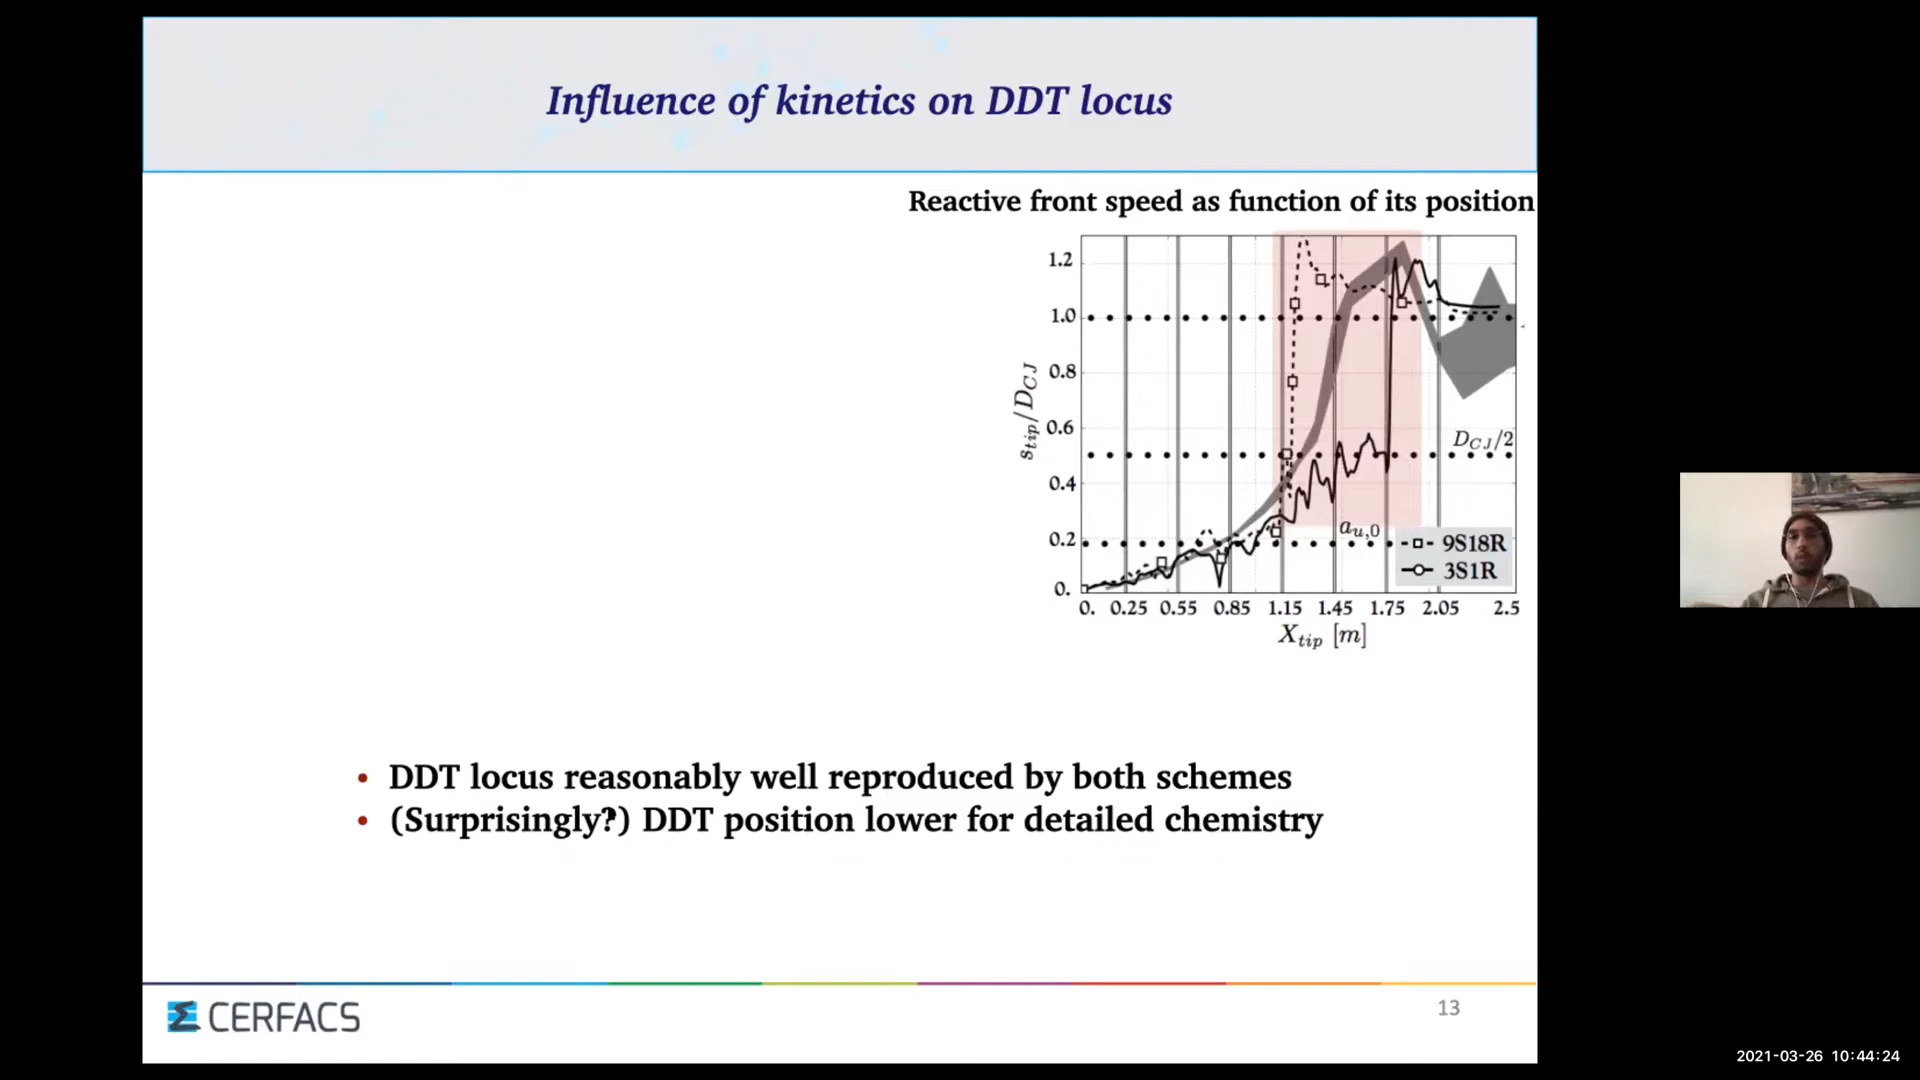 Influence of kinetics on DDT locus
Reactive front speed as function of its position
1.2
1.0
0.8
0.6
0.4
0.2
0.
s_tip/D_CJ
D_CJ/2
a_u,0
9S18R
3S1R
0. 0.25 0.55 0.85 1.15 1.45 1.75 2.05 2.5
X_tip [m]
• DDT locus reasonably well reproduced by both schemes
• (Surprisingly?) DDT position lower for detailed chemistry
CERFACS
13
2021-03-26 10:44:24